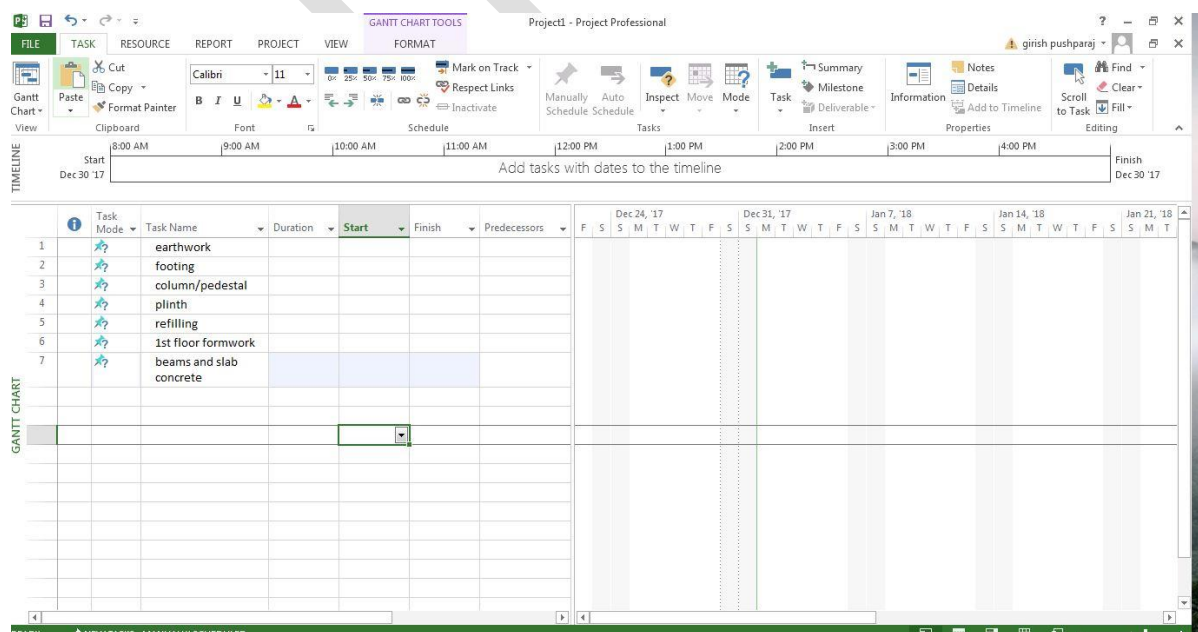 GANTT CHART TOOLS Project1 - Project Professional ?
FILE TASK RESOURCE REPORT PROJECT VIEW FORMAT girish pushparaj
Gantt Chart
Paste
Cut
Copy
Format Painter
Calibri 11
B I U A
0× 25× 50× 75× 100×
Mark on Track
Respect Links
Inactivate
Manually Schedule
Auto Schedule
Inspect
Move
Mode
Task
Summary
Milestone
Deliverable
Information
Notes
Details
Add to Timeline
Scroll to Task
Find
Clear
Fill
View Clipboard Font Schedule Tasks Insert Properties Editing
TIMELINE
8:00 AM 9:00 AM 10:00 AM 11:00 AM 12:00 PM 1:00 PM 2:00 PM 3:00 PM 4:00 PM
Start
Dec 30 '17
Add tasks with dates to the timeline
Finish
Dec 30 '17
GANTT CHART
Task Mode Task Name Duration Start Finish Predecessors
Dec 24, '17 Dec 31, '17 Jan 7, '18 Jan 14, '18 Jan 21, '18
F S S M T W T F S S M T W T F S S M T W T F S S M T W T F S S M T
1 earthwork
2 footing
3 column/pedestal
4 plinth
5 refilling
6 1st floor formwork
7 beams and slab
concrete